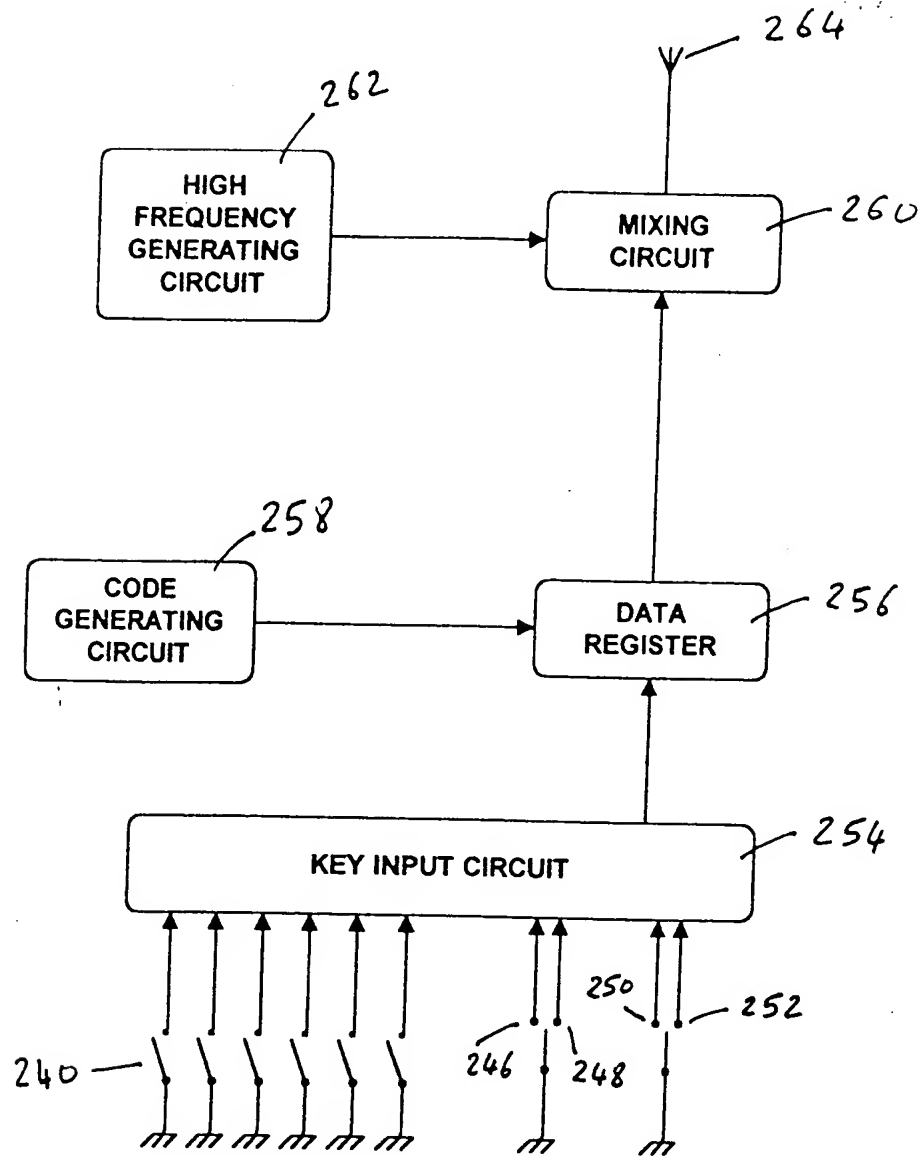 264
262
HIGH
FREQUENCY
GENERATING
CIRCUIT
MIXING
CIRCUIT
260
258
CODE
GENERATING
CIRCUIT
DATA
REGISTER
256
254
KEY INPUT CIRCUIT
250
252
240
246
248